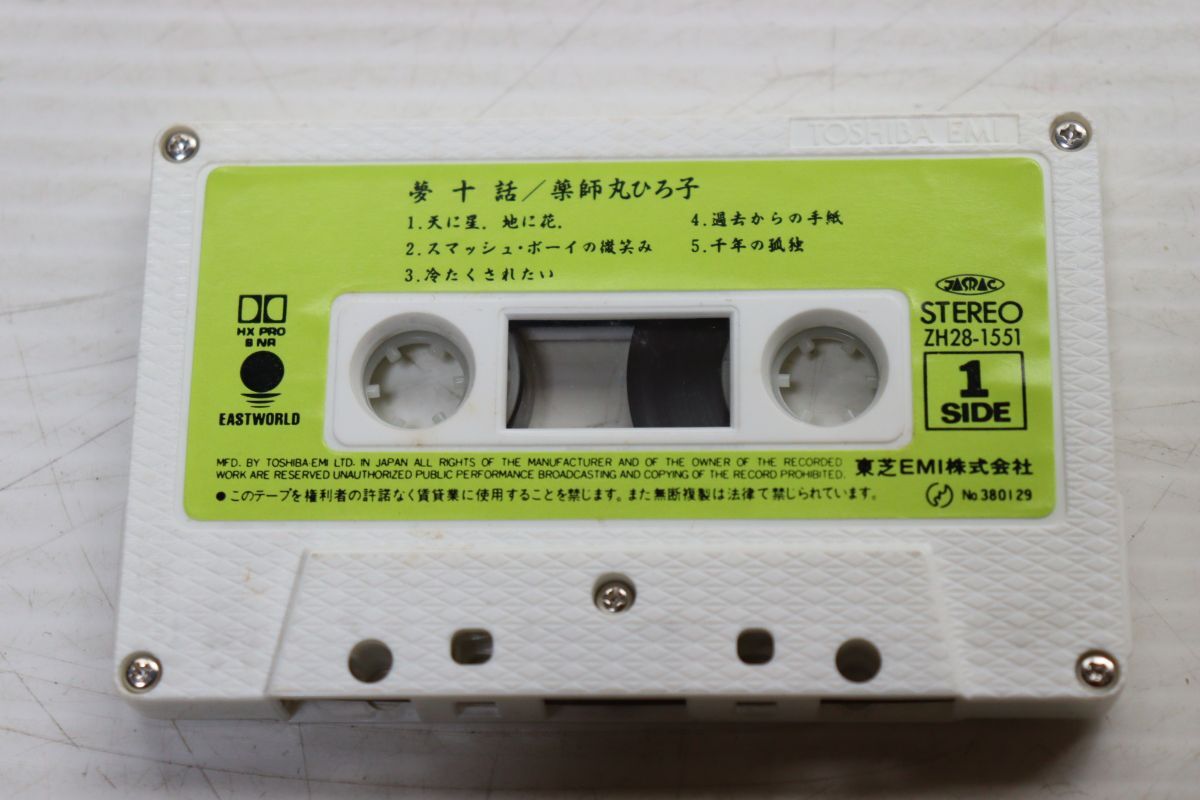 TOSHIBA EMI
夢十話/薬師丸ひろ子
1.天に星.地に花.
2.スマッシュ・ボーイの微笑み
3.冷たくされたい
4.過去からの手紙
5.千年の孤独
JASRAC
STEREO
ZH28-1551
1
SIDE
HX PRO
B NR
EASTWORLD
MFD. BY TOSHIBA-EMI LTD. IN JAPAN ALL RIGHTS OF THE MANUFACTURER AND OF THE OWNER OF THE RECORDED
WORK ARE RESERVED UNAUTHORIZED PUBLIC PERFORMANCE BROADCASTING AND COPYING OF THE RECORD PROHIBITED.
東芝EMI株式会社
●このテープを権利者の許諾なく賃貸業に使用することを禁じます。また無断複製は法律で禁じられています。
No.380129